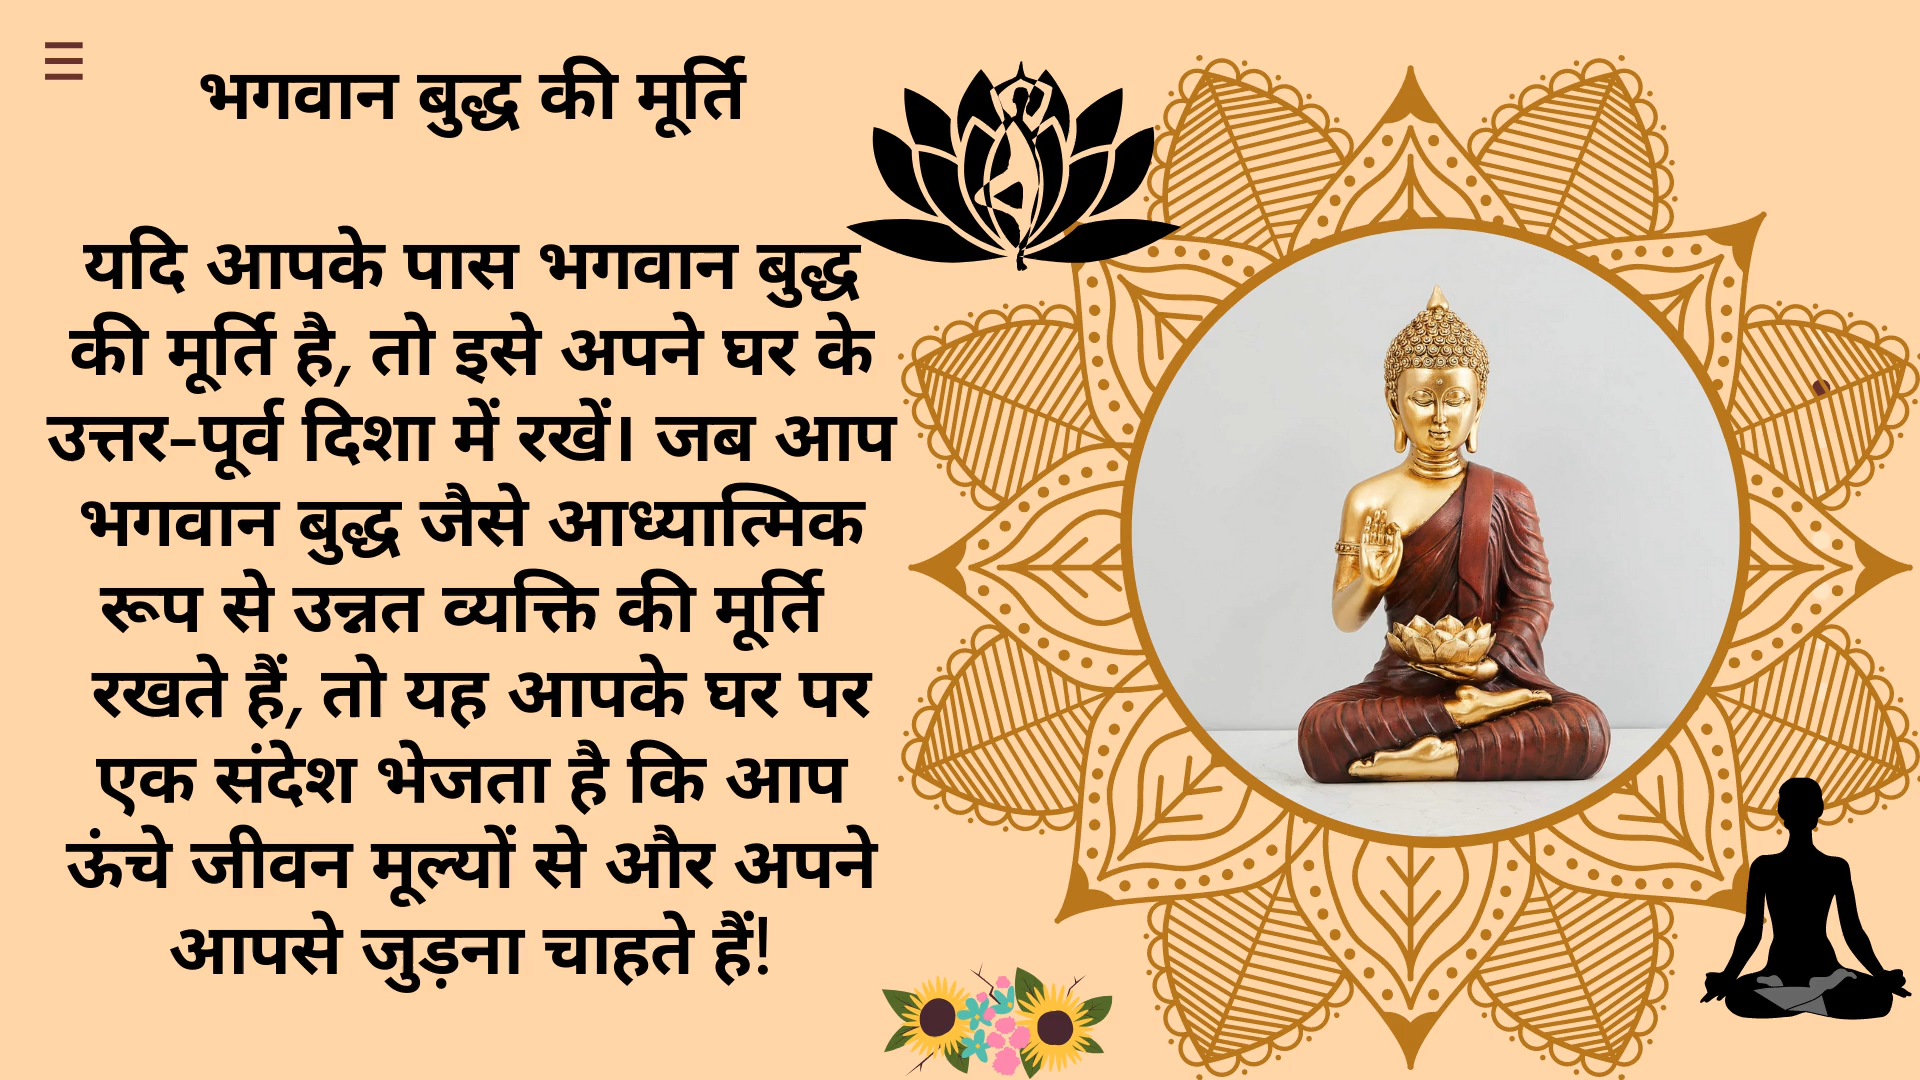 भगवान बुद्ध की मूर्ति
यदि आपके पास भगवान बुद्ध
की मूर्ति है, तो इसे अपने घर के
उत्तर-पूर्व दिशा में रखें। जब आप
भगवान बुद्ध जैसे आध्यात्मिक
रूप से उन्नत व्यक्ति की मूर्ति
रखते हैं, तो यह आपके घर पर
एक संदेश भेजता है कि आप
ऊंचे जीवन मूल्यों से और अपने
आपसे जुड़ना चाहते हैं!